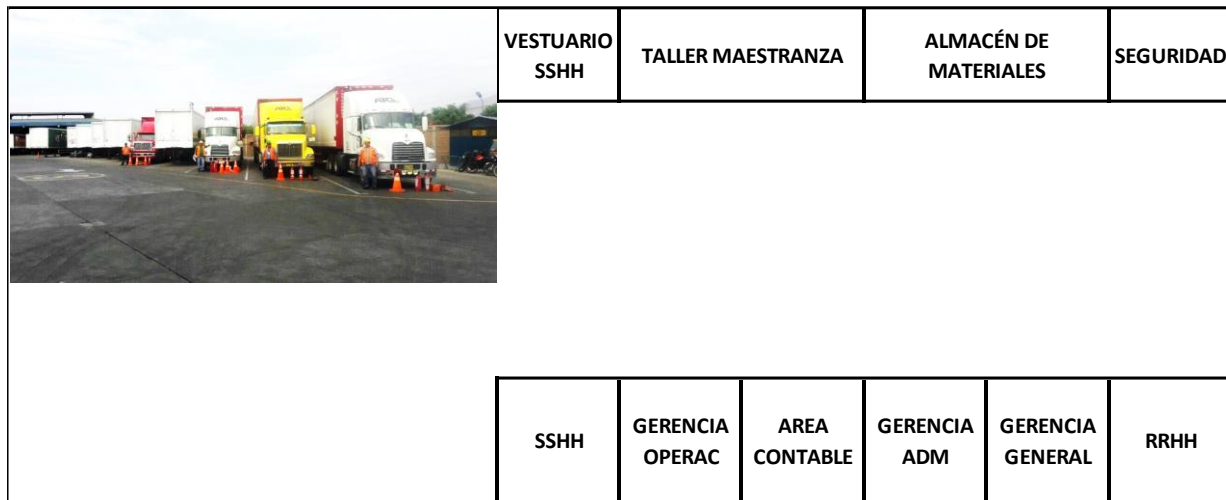 VESTUARIO
SSHH
TALLER MAESTRANZA
ALMACÉN DE
MATERIALES
SEGURIDAD
SSHH
GERENCIA
OPERAC
AREA
CONTABLE
GERENCIA
ADM
GERENCIA
GENERAL
RRHH